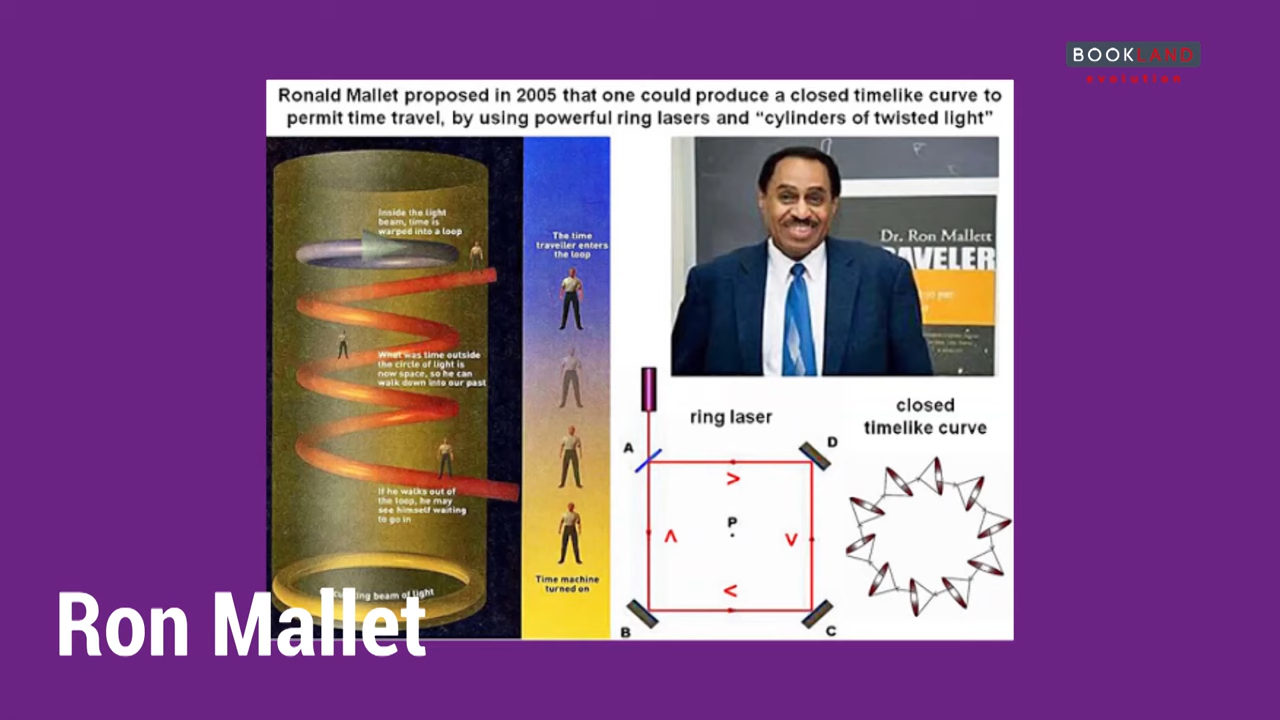 BOOKLAND
evolution
Ronald Mallet proposed in 2005 that one could produce a closed timelike curve to
permit time travel, by using powerful ring lasers and “cylinders of twisted light”
Inside the light
beam, time is
warped into a loop
What was time outside
the circle of light is
now space, so he can
walk down into our past
If he walks out of
the loop, he may
see himself waiting
to go in
beam of light
The time
traveller enters
the loop
Time machine
turned on
Dr. Ron Mallett
RAVELER
ring laser
A
D
>
P
Λ
V
<
B
C
closed
timelike curve
Ron Mallet